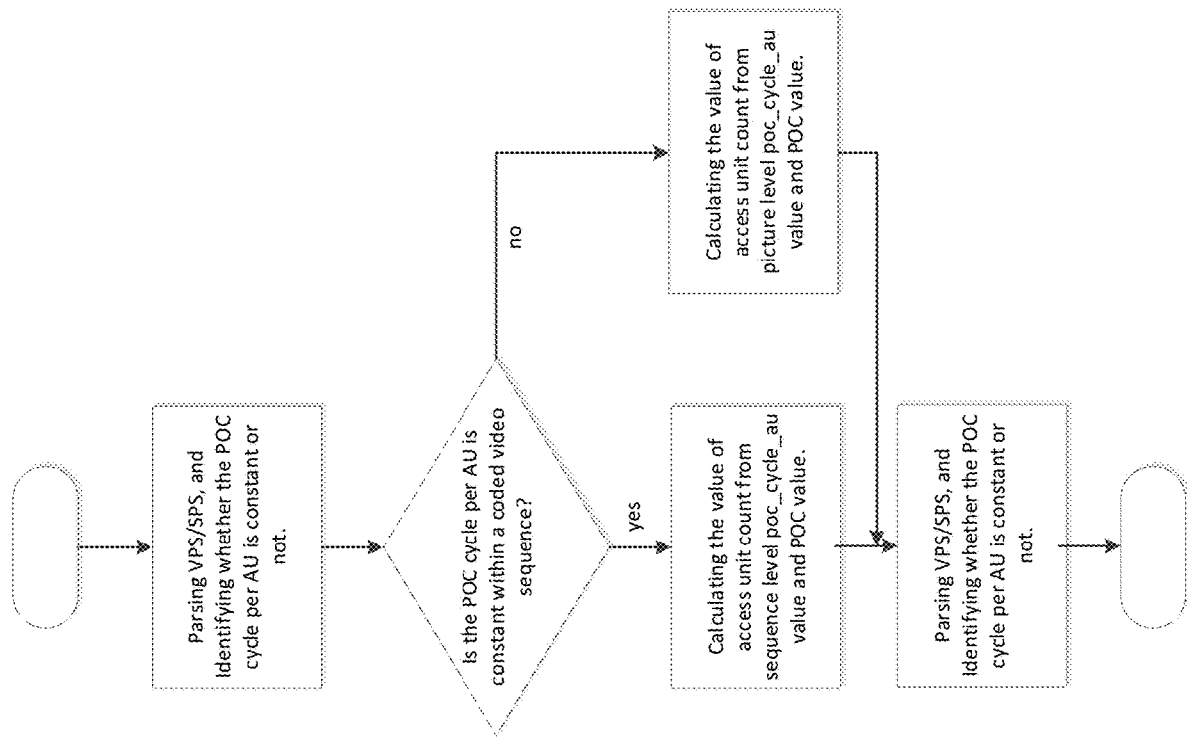 Parsing VPS/SPS, and
Identifying whether the POC
cycle per AU is constant or
not.
Is the POC cycle per AU is
constant within a coded video
sequence?
no
yes
Calculating the value of
access unit count from
picture level poc_cycle_au
value and POC value.
Calculating the value of
access unit count from
sequence level poc_cycle_au
value and POC value.
Parsing VPS/SPS, and
Identifying whether the POC
cycle per AU is constant or
not.